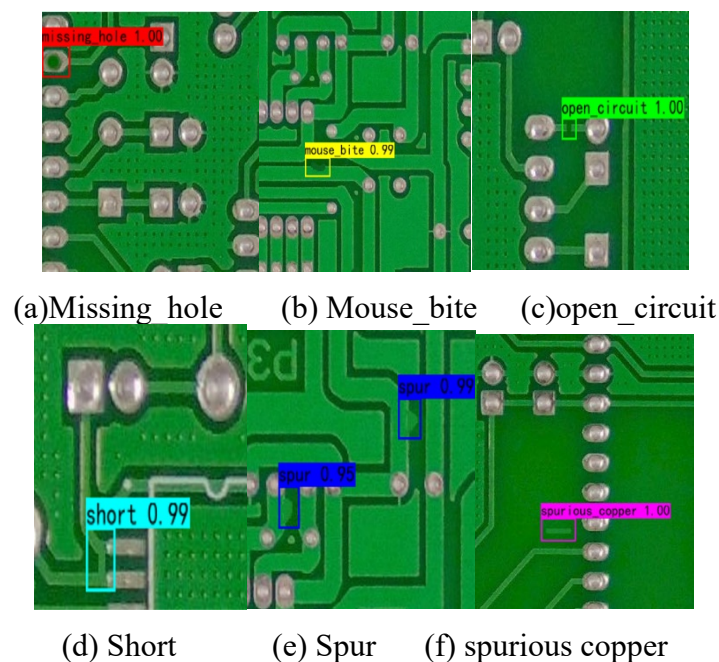 missing_hole 1.00
mouse_bite 0.99
open_circuit 1.00
(a)Missing_hole (b) Mouse_bite (c)open_circuit
P3
spur 0.99
spur 0.95
short 0.99
spurious_copper 1.00
(d) Short (e) Spur (f) spurious copper